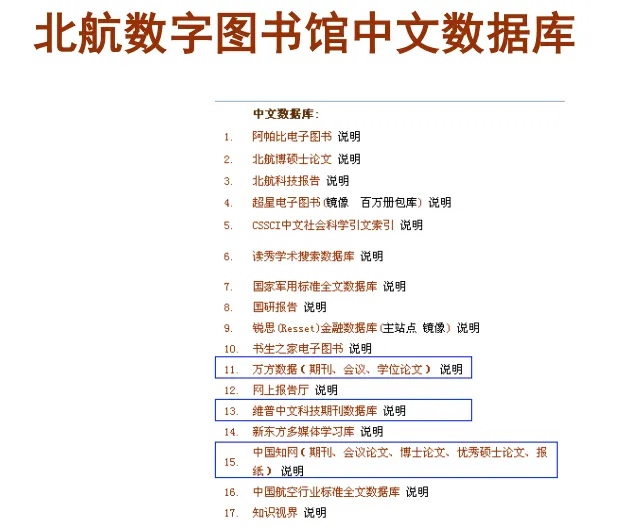 北航数字图书馆中文数据库
中文数据库:
1. 阿帕比电子图书 说明
2. 北航博硕士论文 说明
3. 北航科技报告 说明
4. 超星电子图书(镜像 百万册包库) 说明
5. CSSCI中文社会科学引文索引 说明
6. 读秀学术搜索数据库 说明
7. 国家军用标准全文数据库 说明
8. 国研报告 说明
9. 锐思(Resset)金融数据库(主站点 镜像) 说明
10. 书生之家电子图书 说明
11. 万方数据(期刊、会议、学位论文) 说明
12. 网上报告厅 说明
13. 维普中文科技期刊数据库 说明
14. 新东方多媒体学习库 说明
15. 中国知网(期刊、会议论文、博士论文、优秀硕士论文、报
纸) 说明
16. 中国航空行业标准全文数据库 说明
17. 知识视界 说明